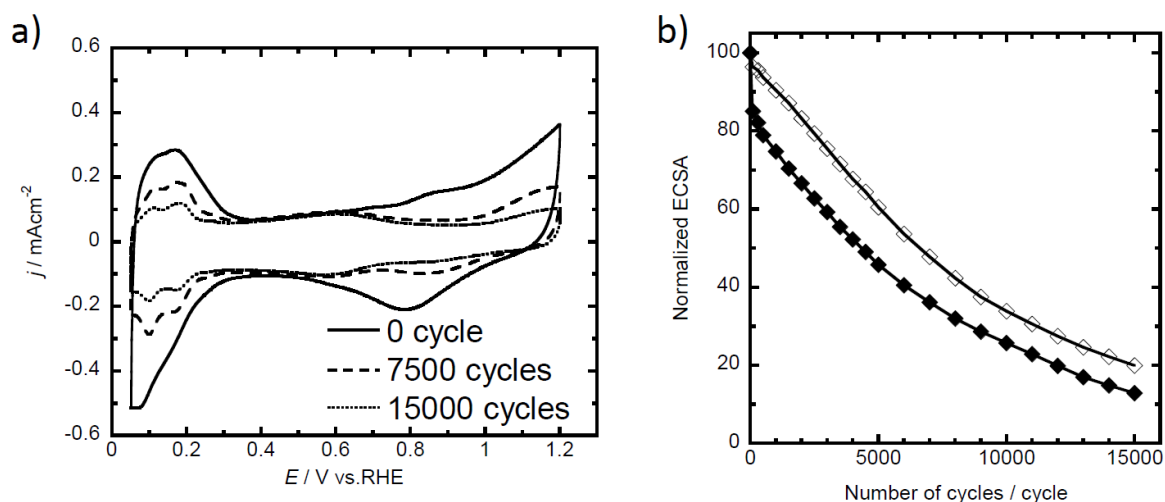 a)
0.6
0.4
0.2
0
-0.2
-0.4
-0.6
j / mAcm-2
0 cycle
7500 cycles
15000 cycles
0
0.2
0.4
0.6
0.8
1
1.2
E / V vs.RHE
b)
100
80
60
40
20
0
Normalized ECSA
0
5000
10000
15000
Number of cycles / cycle